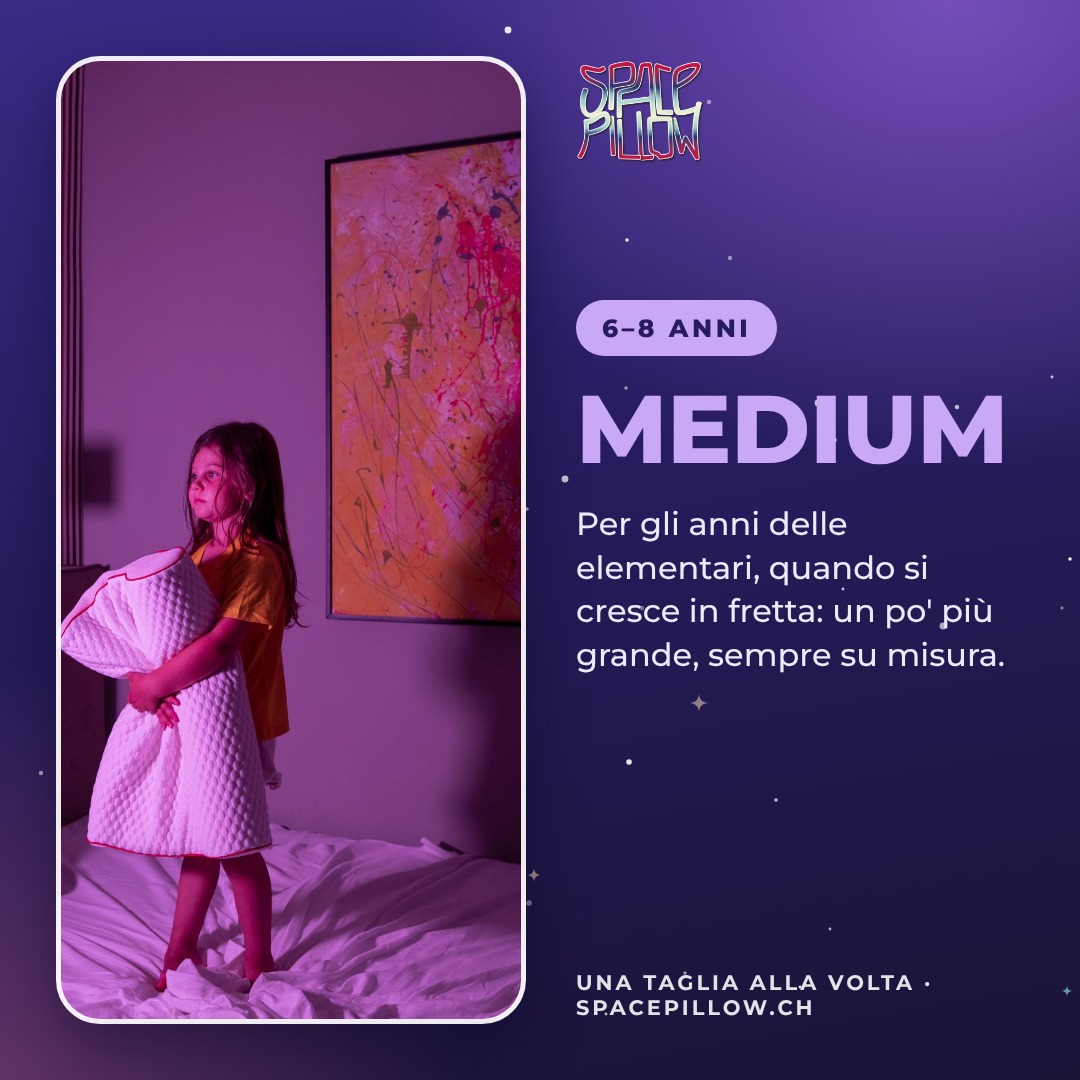 SPACE
PILLOW
6–8 ANNI
MEDIUM
Per gli anni delle
elementari, quando si
cresce in fretta: un po' più
grande, sempre su misura.
UNA TAGLIA ALLA VOLTA ·
SPACEPILLOW.CH